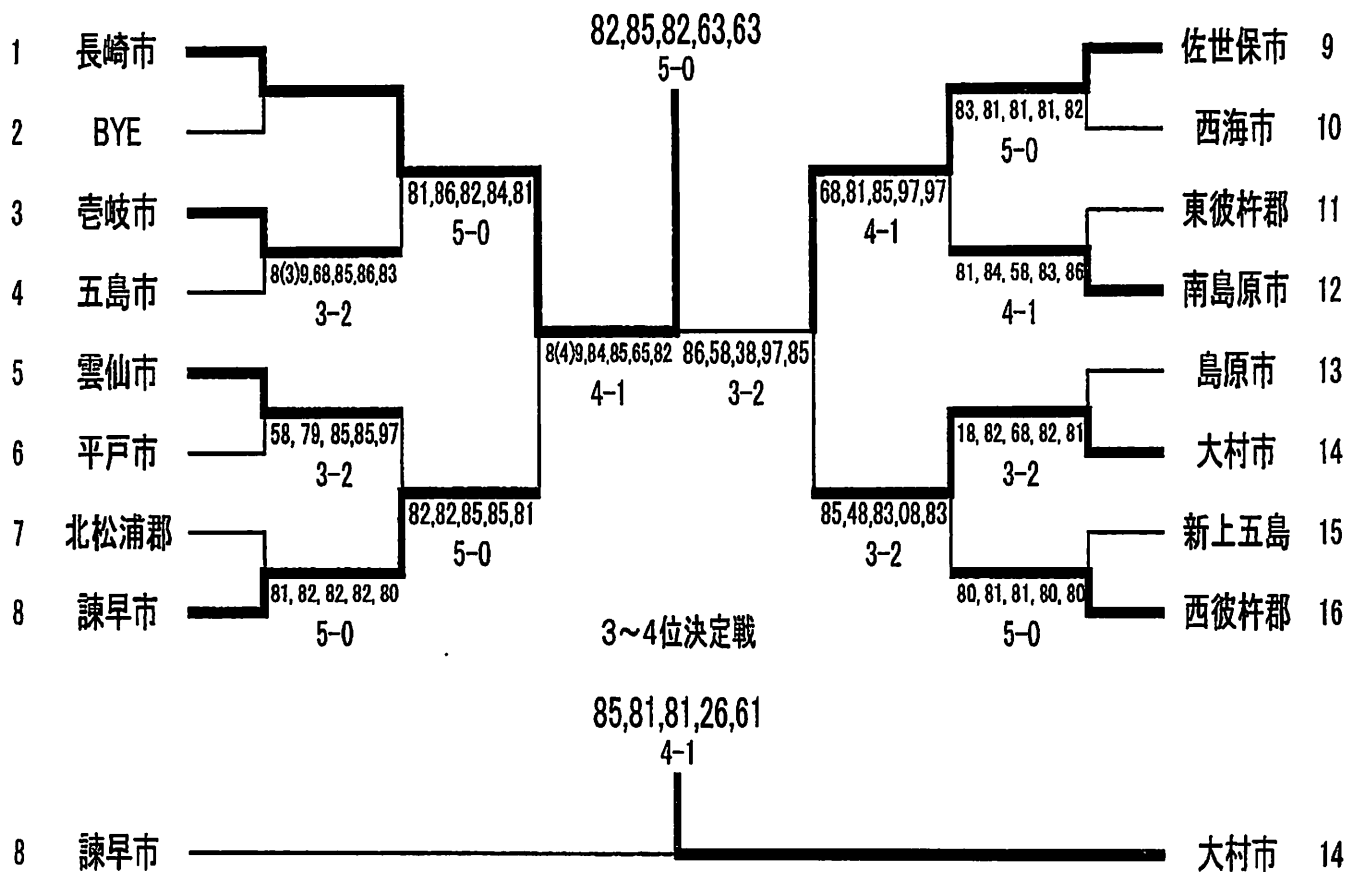 82,85,82,63,63
5-0
1 長崎市
2 BYE
3 壱岐市
4 五島市
5 雲仙市
6 平戸市
7 北松浦郡
8 諫早市
8(3)9,68,85,86,83
3-2
58, 79, 85,85,97
3-2
81, 82, 82, 82, 80
5-0
81,86,82,84,81
5-0
82,82,85,85,81
5-0
8(4)9,84,85,65,82
4-1
86,58,38,97,85
3-2
68,81,85,97,97
4-1
85,48,83,08,83
3-2
83, 81, 81, 81, 82
5-0
81, 84, 58, 83, 86
4-1
18, 82, 68, 82, 81
3-2
80, 81, 81, 80, 80
5-0
佐世保市 9
西海市 10
東彼杵郡 11
南島原市 12
島原市 13
大村市 14
新上五島 15
西彼杵郡 16
3~4位決定戦
85,81,81,26,61
4-1
8 諫早市
大村市 14